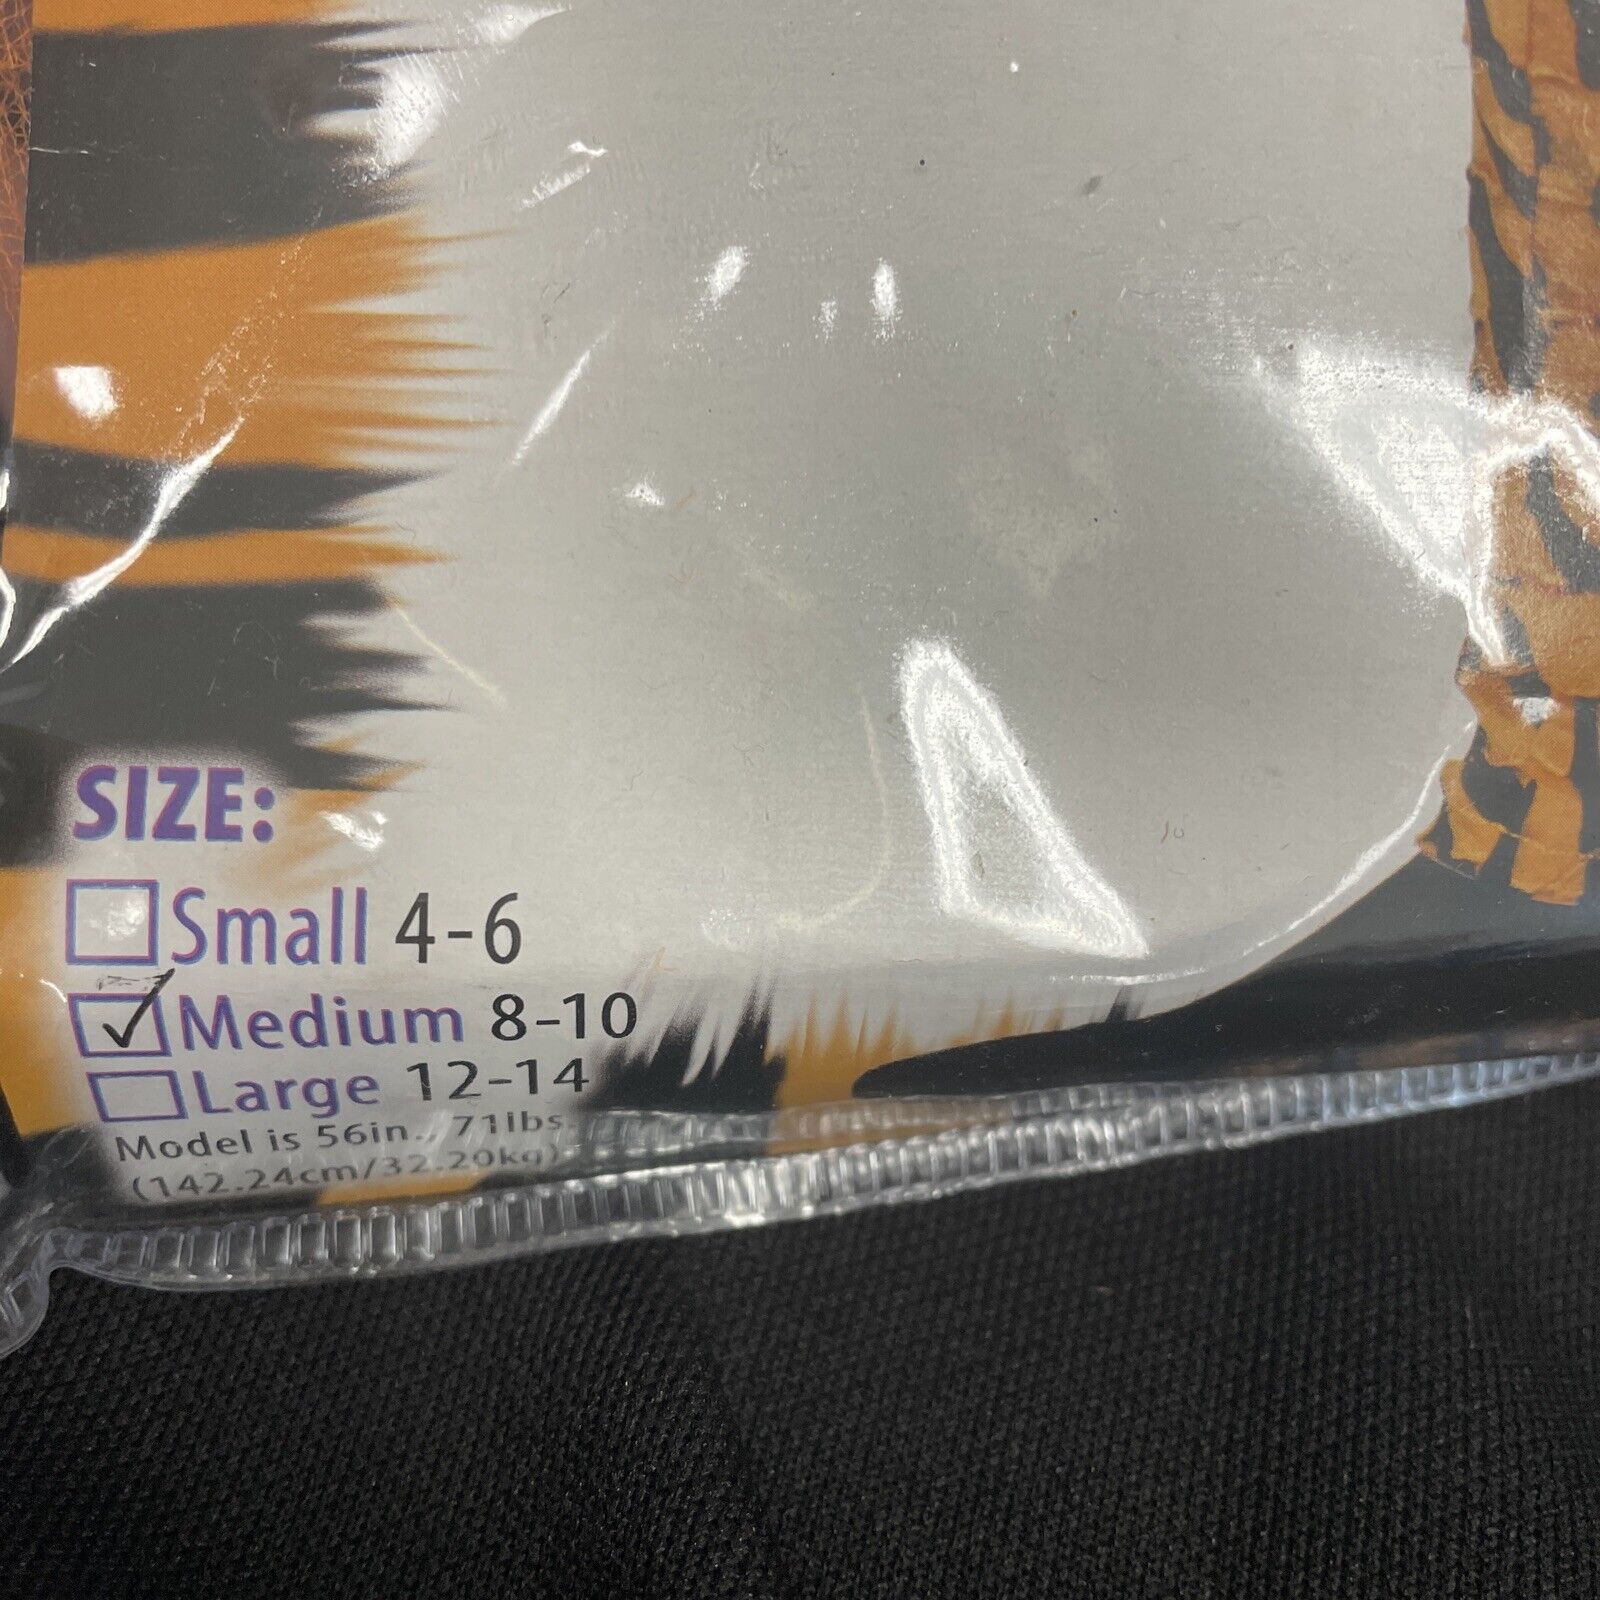 SIZE:
Small 4-6
Medium 8-10
Large 12-14
Model is 56in., 71lbs.
(142.24cm/32.20kg)